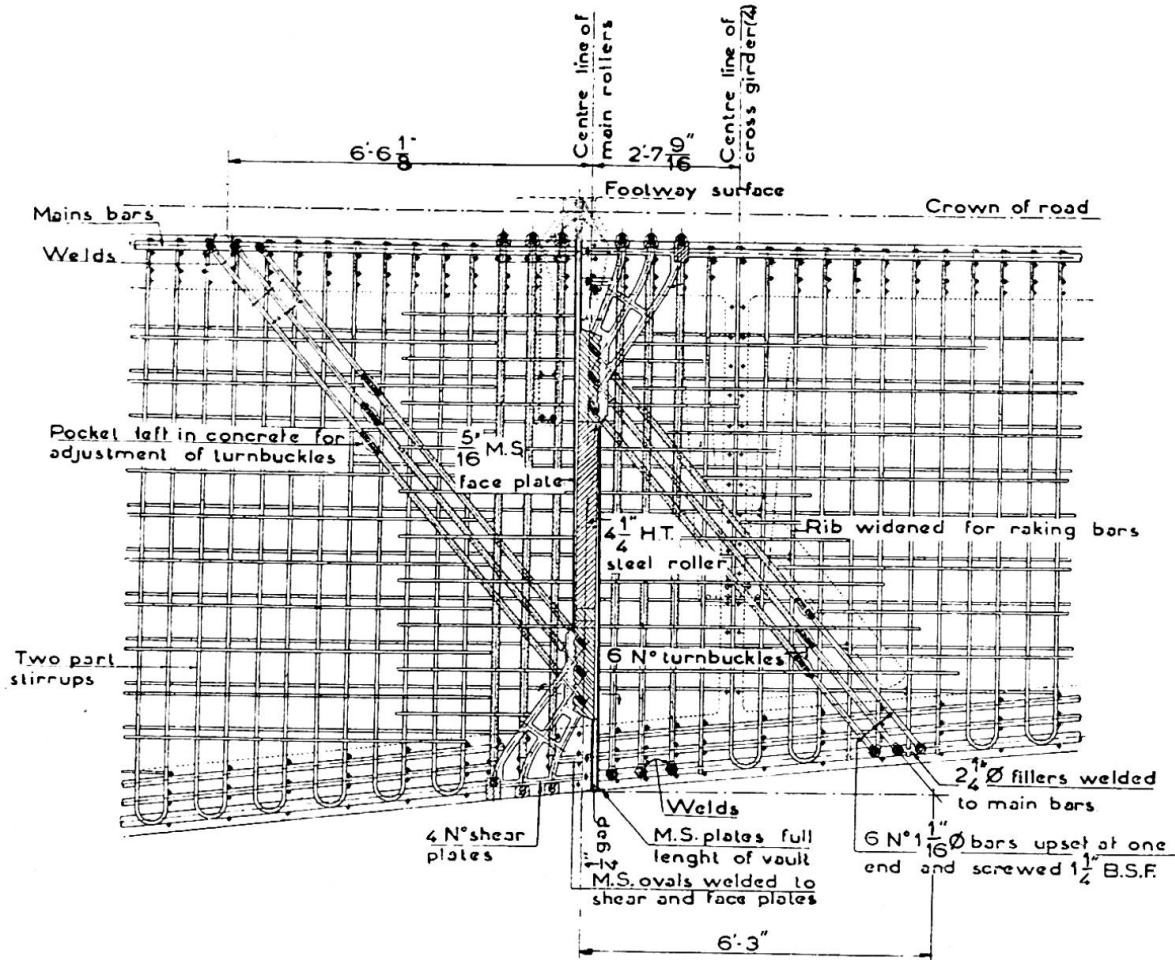 Centre line of
main rollers
Centre line of
cross girder(2)
6'-6 1/8"
2'-7 9/16"
Footway surface
Crown of road
Mains bars
Welds
Pocket left in concrete for
adjustment of turnbuckles
5"/16 M.S.
face plate
4 1/4" H.T.
steel roller
Rib widened for raking bars
Two part
stirrups
6 Nº turnbuckles
2 1/4" Ø fillers welded
to main bars
Welds
4 Nº shear
plates
1/4" gap
M.S. plates full
lenght of vault
6 Nº 1 1/16" Ø bars upset at one
end and screwed 1 1/4" B.S.F.
M.S. ovals welded to
shear and face plates
6'-3"